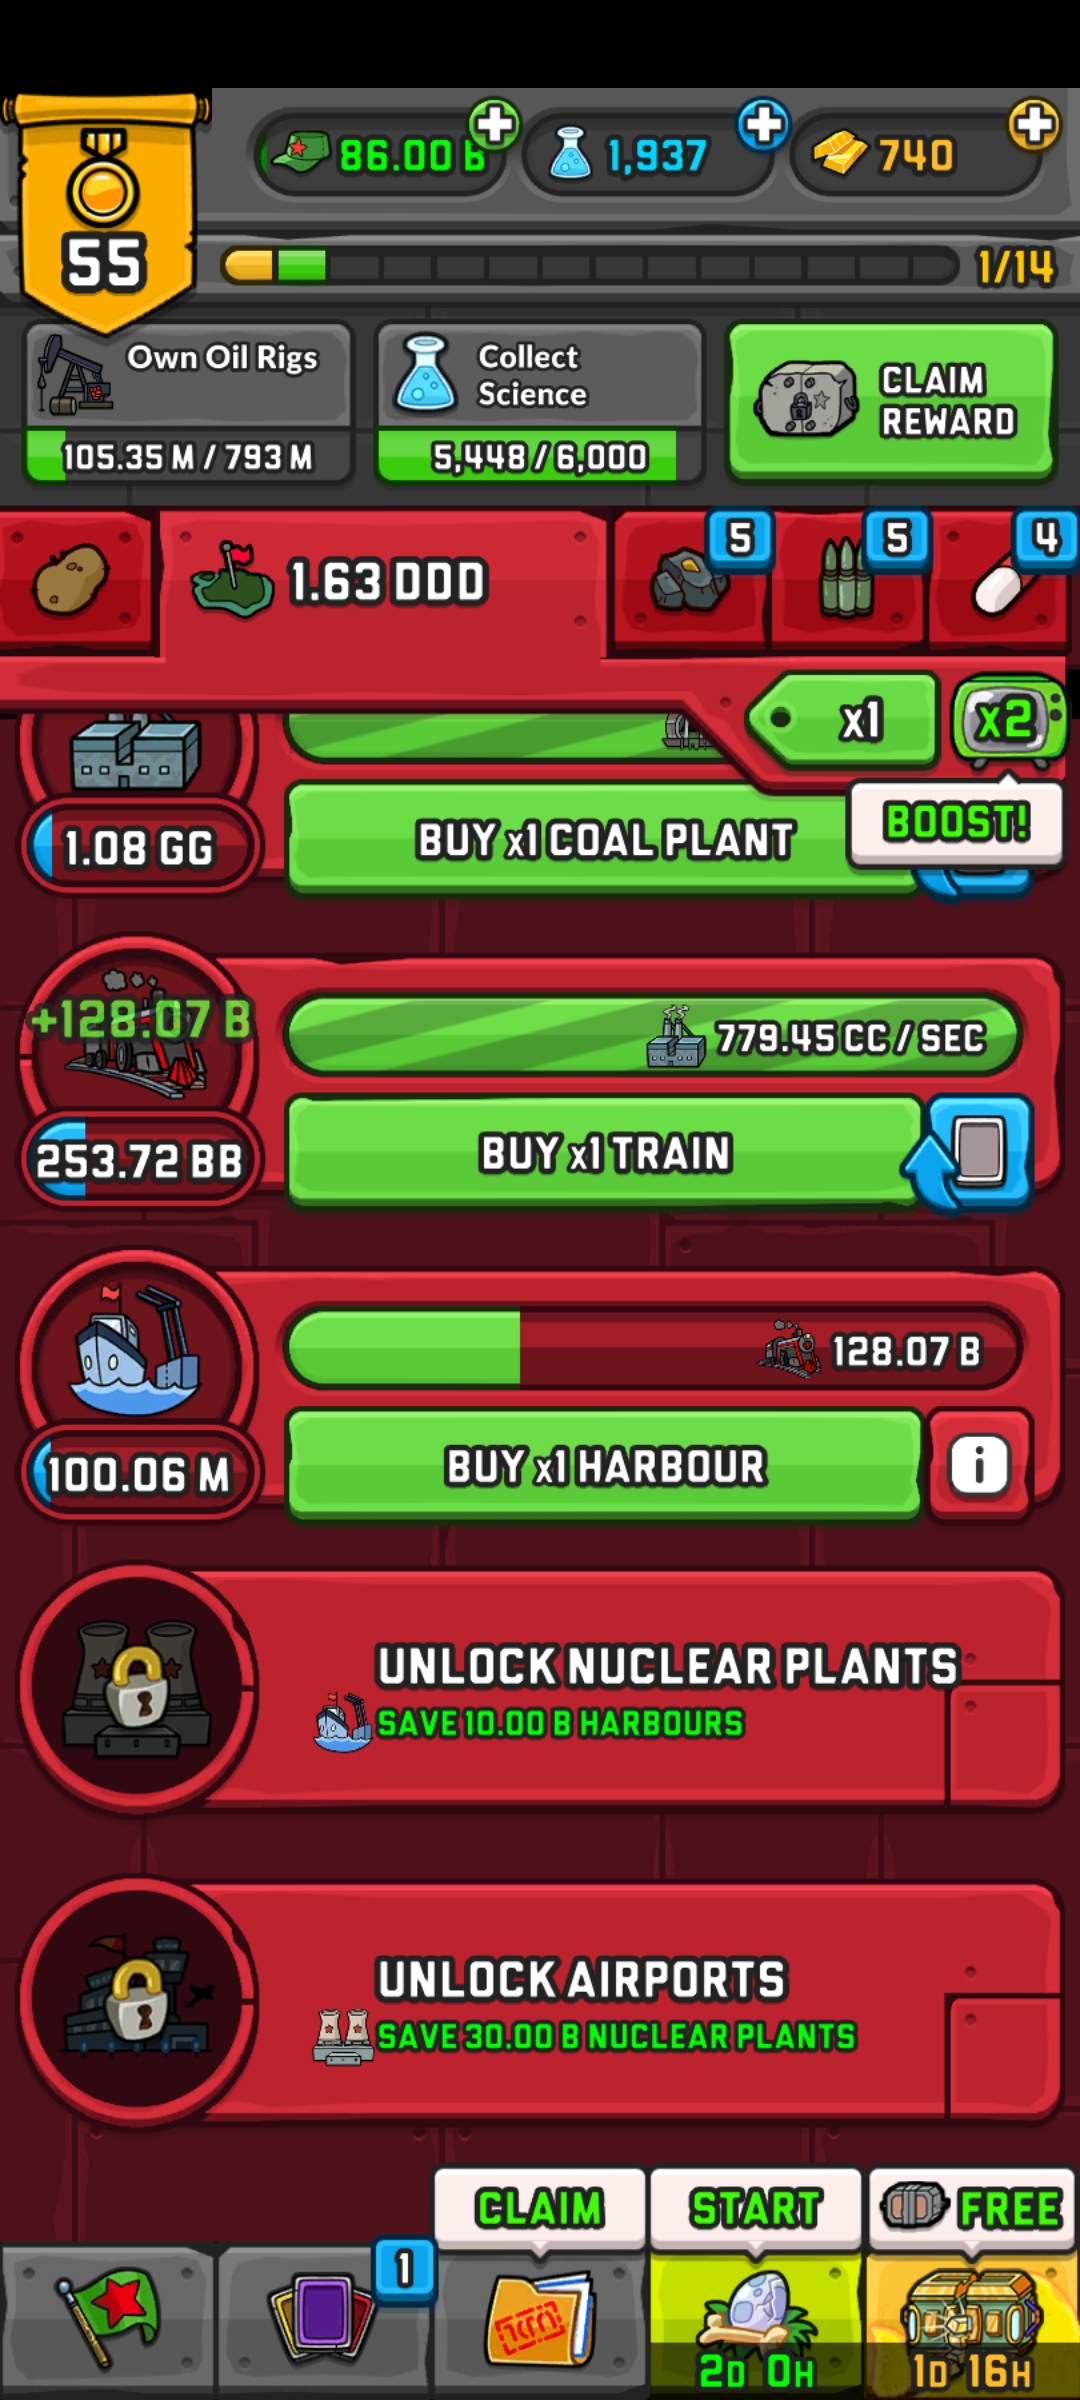 86.00 B
1,937
740
55
1/14
Own Oil Rigs
105.35 M / 793 M
Collect
Science
5,448 / 6,000
CLAIM
REWARD
1.63 DDD
5
5
4
x1
x2
BOOST!
1.08 GG
BUY x1 COAL PLANT
+128.07 B
779.45 CC / SEC
253.72 BB
BUY x1 TRAIN
128.07 B
100.06 M
BUY x1 HARBOUR
i
UNLOCK NUCLEAR PLANTS
SAVE 10.00 B HARBOURS
UNLOCK AIRPORTS
SAVE 30.00 B NUCLEAR PLANTS
CLAIM
START
FREE
1
2D 0H
1D 16H